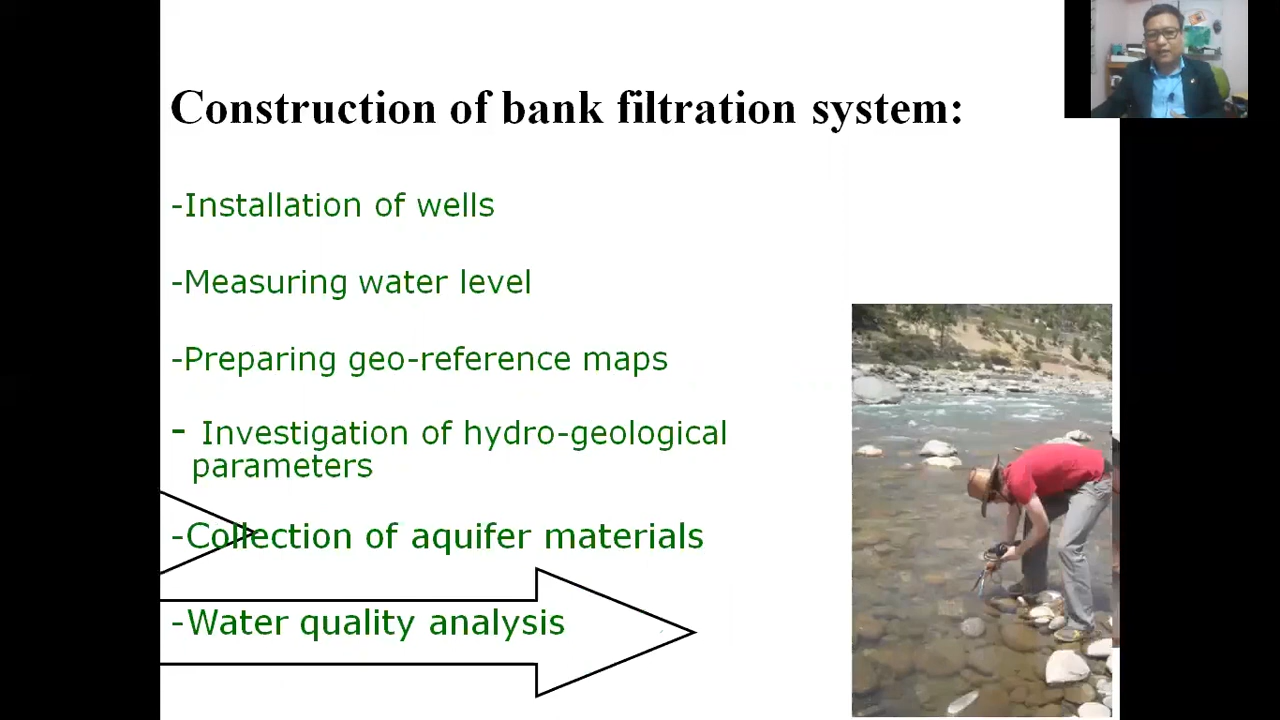 Construction of bank filtration system:
-Installation of wells
-Measuring water level
-Preparing geo-reference maps
- Investigation of hydro-geological
parameters
-Collection of aquifer materials
-Water quality analysis